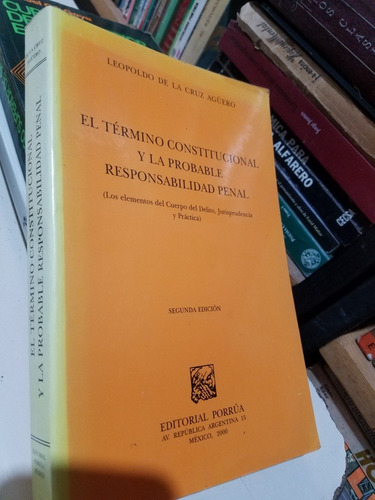 LEOPOLDO DE LA CRUZ AGÜERO
EL TÉRMINO CONSTITUCIONAL
Y LA PROBABLE
RESPONSABILIDAD PENAL
(Los elementos del Cuerpo del Delito, Jurisprudencia
y Práctica)
SEGUNDA EDICIÓN
EDITORIAL PORRÚA
AV. REPÚBLICA ARGENTINA 15
MÉXICO, 2000
EL TÉRMINO CONSTITUCIONAL
Y LA PROBABLE RESPONSABILIDAD PENAL
PARA
ALFARERO
CEAC